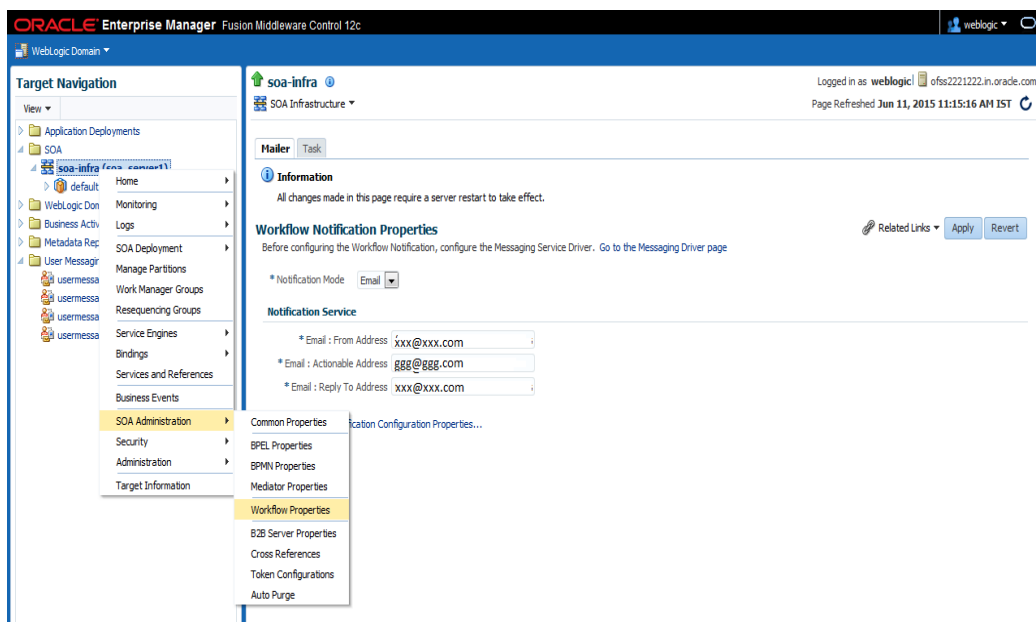 ORACLE Enterprise Manager Fusion Middleware Control 12c
weblogic
WebLogic Domain
Target Navigation
View
Application Deployments
SOA
soa-infra (soa_server1)
default
WebLogic Dom
Business Activ
Metadata Rep
User Messagin
usermessa
usermessa
usermessa
usermessa
Home
Monitoring
Logs
SOA Deployment
Manage Partitions
Work Manager Groups
Resequencing Groups
Service Engines
Bindings
Services and References
Business Events
SOA Administration
Security
Administration
Target Information
Common Properties
BPEL Properties
BPMN Properties
Mediator Properties
Workflow Properties
B2B Server Properties
Cross References
Token Configurations
Auto Purge
soa-infra
SOA Infrastructure
Logged in as weblogic ofss2221222.in.oracle.com
Page Refreshed Jun 11, 2015 11:15:16 AM IST
Mailer Task
Information
All changes made in this page require a server restart to take effect.
Workflow Notification Properties
Related Links Apply Revert
Before configuring the Workflow Notification, configure the Messaging Service Driver. Go to the Messaging Driver page
* Notification Mode Email
Notification Service
* Email : From Address xxx@xxx.com
* Email : Actionable Address ggg@ggg.com
* Email : Reply To Address xxx@xxx.com
fication Configuration Properties...